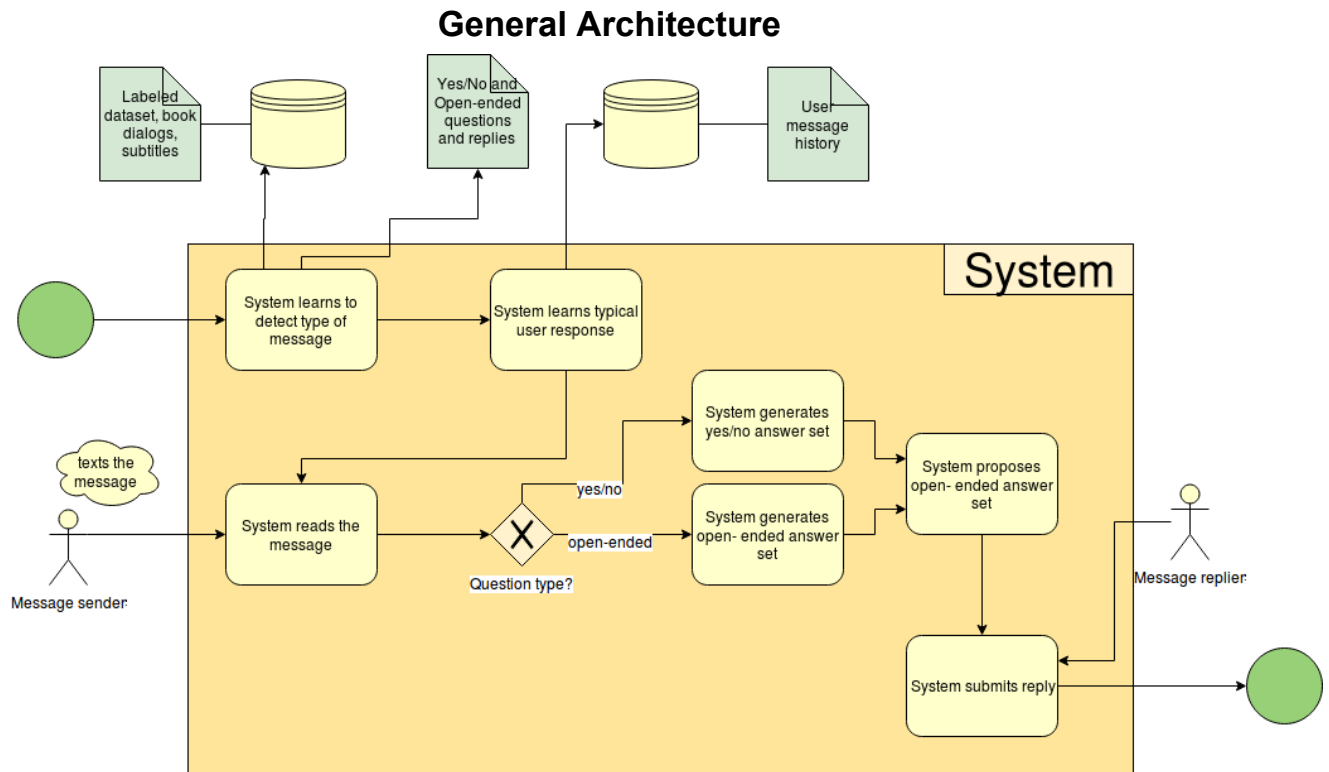 General Architecture
Labeled
dataset, book
dialogs,
subtitles
Yes/No and
Open-ended
questions
and replies
User
message
history
System
System learns to
detect type of
message
System learns typical
user response
System generates
yes/no answer set
texts the
message
yes/no
System proposes
open- ended answer
set
System reads the
message
open-ended
System generates
open- ended answer
set
Question type?
Message sender
Message replier
System submits reply